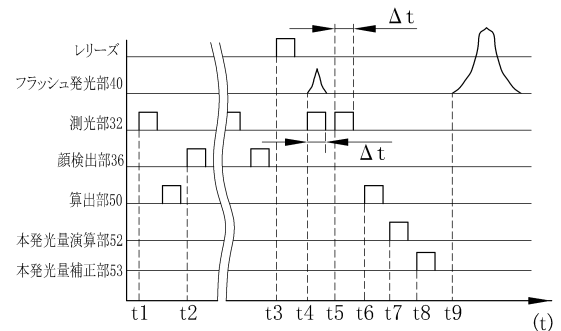 Δt
レリーズ
フラッシュ発光部40
測光部32
顔検出部36
Δt
算出部50
本発光量演算部52
本発光量補正部53
t1 t2 t3 t4 t5 t6 t7 t8 t9
(t)